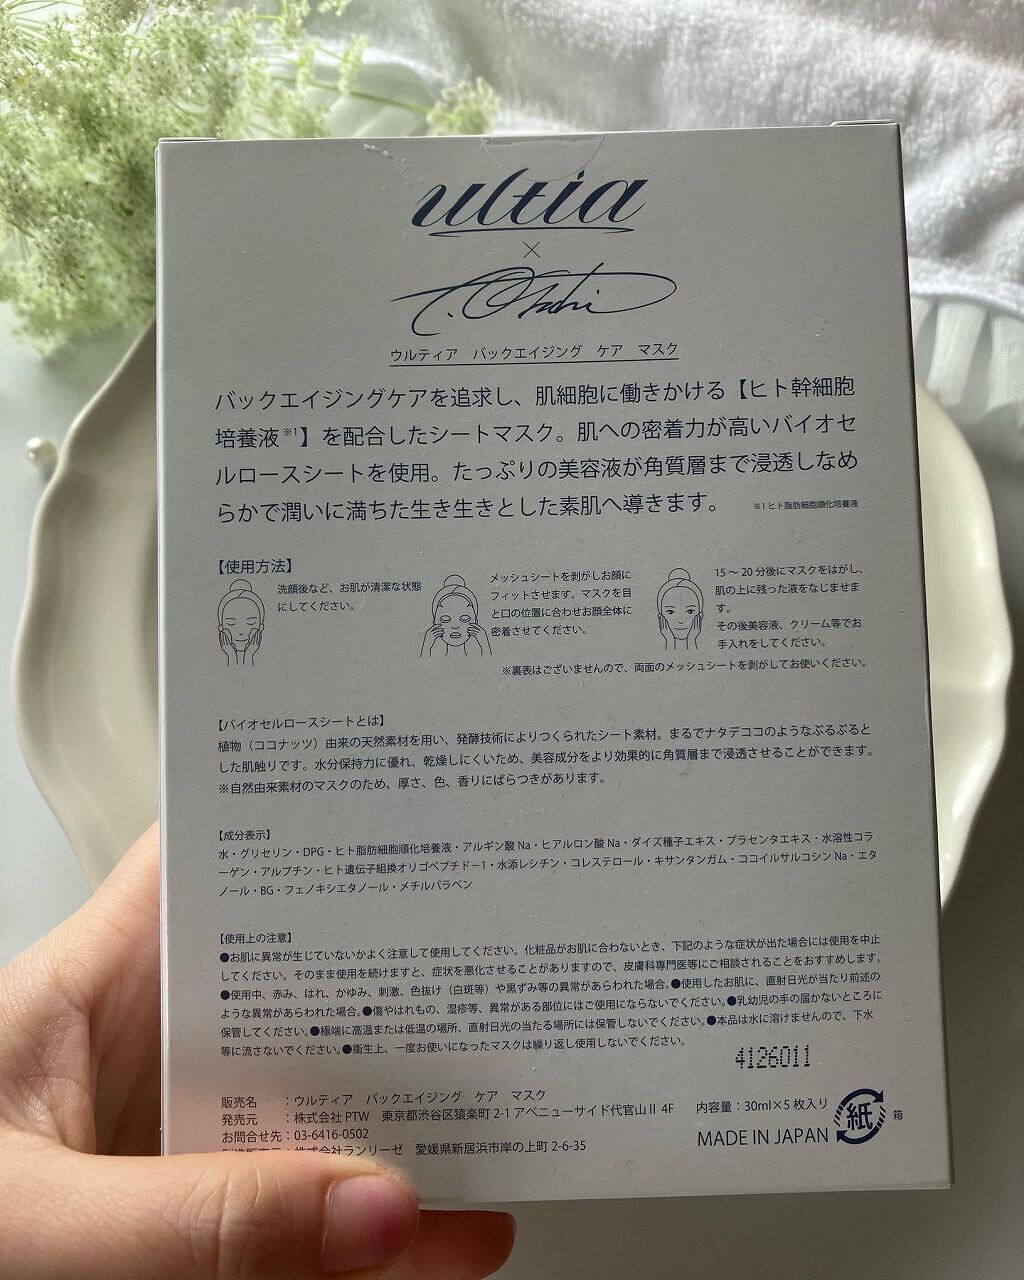 ultia
×
ウルティア　バックエイジング　ケア　マスク
バックエイジングケアを追求し、肌細胞に働きかける【ヒト幹細胞
培養液※1】を配合したシートマスク。肌への密着力が高いバイオセ
ルロースシートを使用。たっぷりの美容液が角質層まで浸透しなめ
らかで潤いに満ちた生き生きとした素肌へ導きます。　※1 ヒト脂肪細胞順化培養液
【使用方法】
洗顔後など、お肌が清潔な状態
にしてください。
メッシュシートを剥がしお顔に
フィットさせます。マスクを目
と口の位置に合わせお顔全体に
密着させてください。
15～20分後にマスクをはがし、
肌の上に残った液をなじませま
す。
その後美容液、クリーム等でお
手入れをしてください。
※裏表はございませんので、両面のメッシュシートを剥がしてお使いください。
【バイオセルロースシートとは】
植物（ココナッツ）由来の天然素材を用い、発酵技術によりつくられたシート素材。まるでナタデココのようなぷるぷると
した肌触りです。水分保持力に優れ、乾燥しにくいため、美容成分をより効果的に角質層まで浸透させることができます。
※自然由来素材のマスクのため、厚さ、色、香りにばらつきがあります。
【成分表示】
水・グリセリン・DPG・ヒト脂肪細胞順化培養液・アルギン酸 Na・ヒアルロン酸 Na・ダイズ種子エキス・プラセンタエキス・水溶性コラ
ーゲン・アルブチン・ヒト遺伝子組換オリゴペプチド－1・水添レシチン・コレステロール・キサンタンガム・ココイルサルコシン Na・エタ
ノール・BG・フェノキシエタノール・メチルパラベン
【使用上の注意】
●お肌に異常が生じていないかよく注意して使用してください。化粧品がお肌に合わないとき、下記のような症状が出た場合には使用を中止
してください。そのまま使用を続けますと、症状を悪化させることがありますので、皮膚科専門医等にご相談されることをおすすめします。
●使用中、赤み、はれ、かゆみ、刺激、色抜け（白斑等）や黒ずみ等の異常があらわれた場合。●使用したお肌に、直射日光が当たり前述の
ような異常があらわれた場合。●傷やはれもの、湿疹等、異常がある部位にはご使用にならないでください。●乳幼児の手の届かないところに
保管してください。●極端に高温または低温の場所、直射日光の当たる場所には保管しないでください。●本品は水に溶けませんので、下水
等に流さないでください。●衛生上、一度お使いになったマスクは繰り返し使用しないでください。
4126011
販売名　：ウルティア　バックエイジング　ケア　マスク
発売元　：株式会社 PTW　東京都渋谷区猿楽町 2-1 アベニューサイド代官山 II 4F
お問合せ先：03-6416-0502
：株式会社ランリーゼ　愛媛県新居浜市岸の上町 2-6-35
内容量：30ml×5 枚入り
MADE IN JAPAN
紙
箱